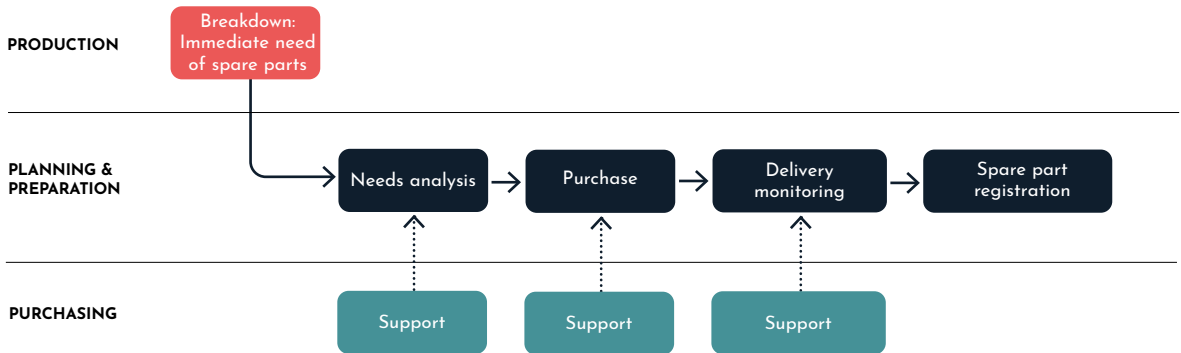 PRODUCTION
Breakdown:
Immediate need
of spare parts
PLANNING &
PREPARATION
Needs analysis
Purchase
Delivery
monitoring
Spare part
registration
PURCHASING
Support
Support
Support